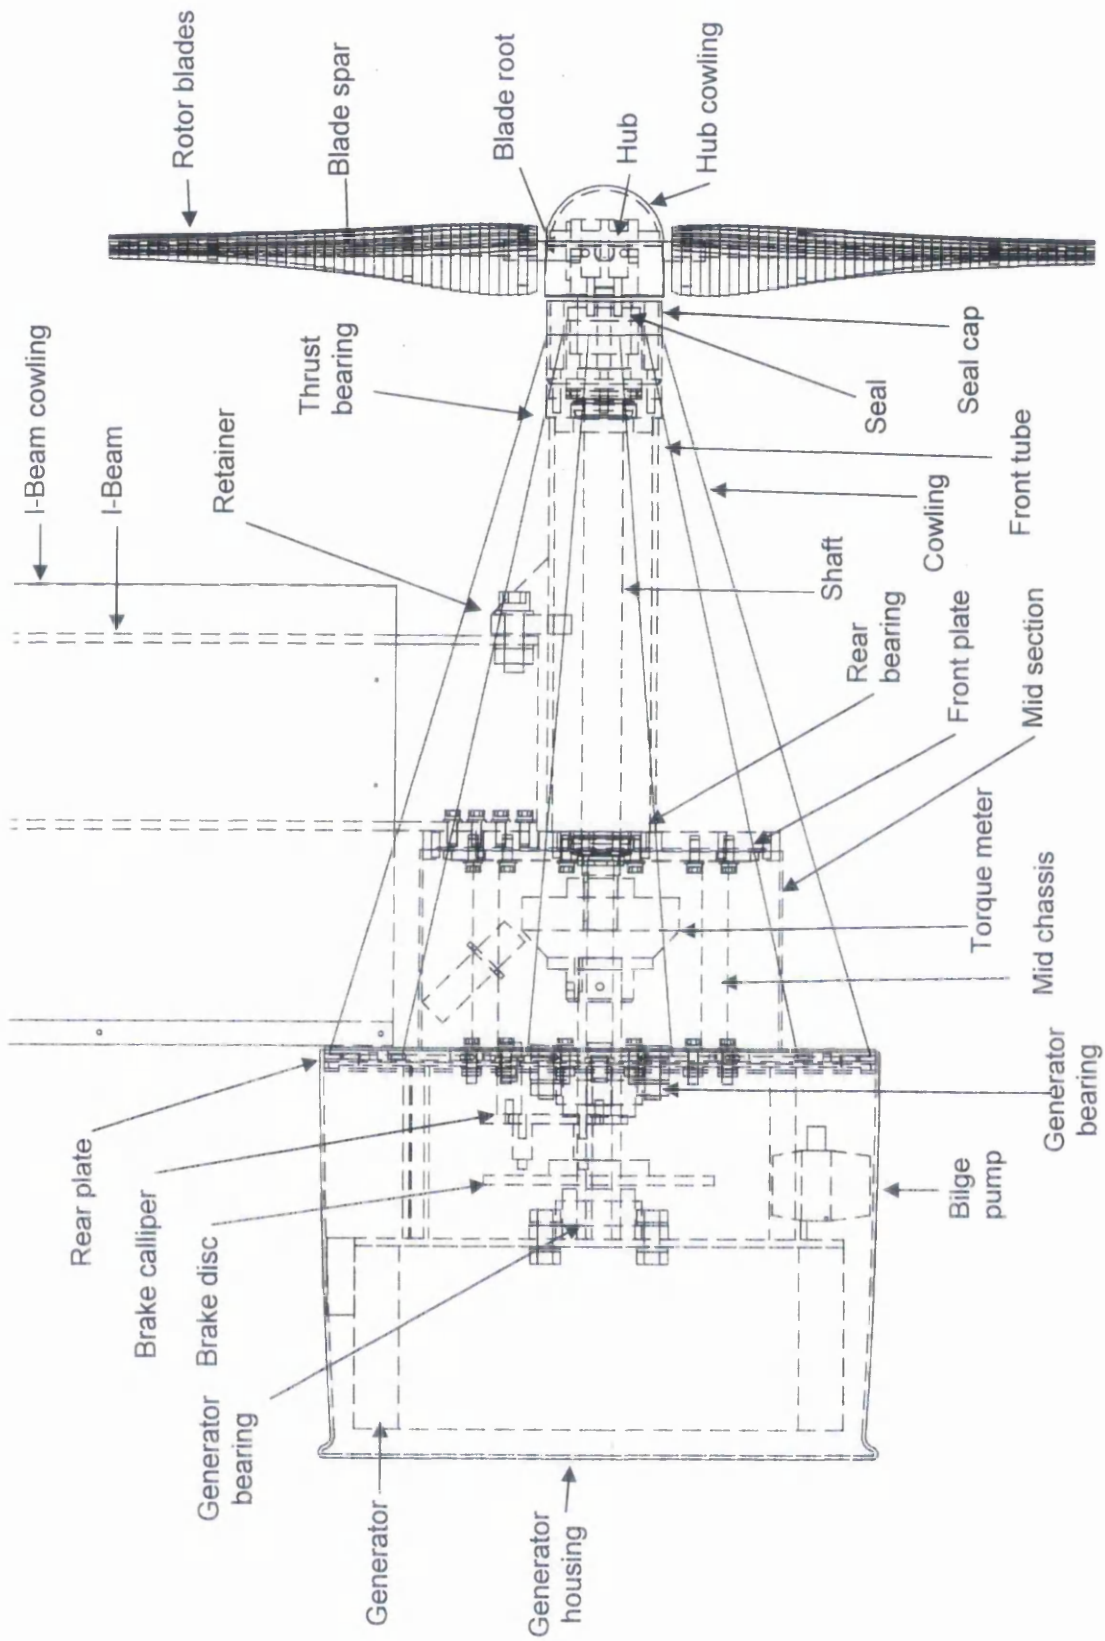 I-Beam cowling
I-Beam
Retainer
Thrust
bearing
Rotor blades
Blade spar
Blade root
Hub
Hub cowling
Seal cap
Seal
Front tube
Cowling
Shaft
Rear
bearing
Front plate
Mid section
Torque meter
Mid chassis
Generator
bearing
Bilge
pump
Rear plate
Brake calliper
Brake disc
Generator
bearing
Generator
Generator
housing